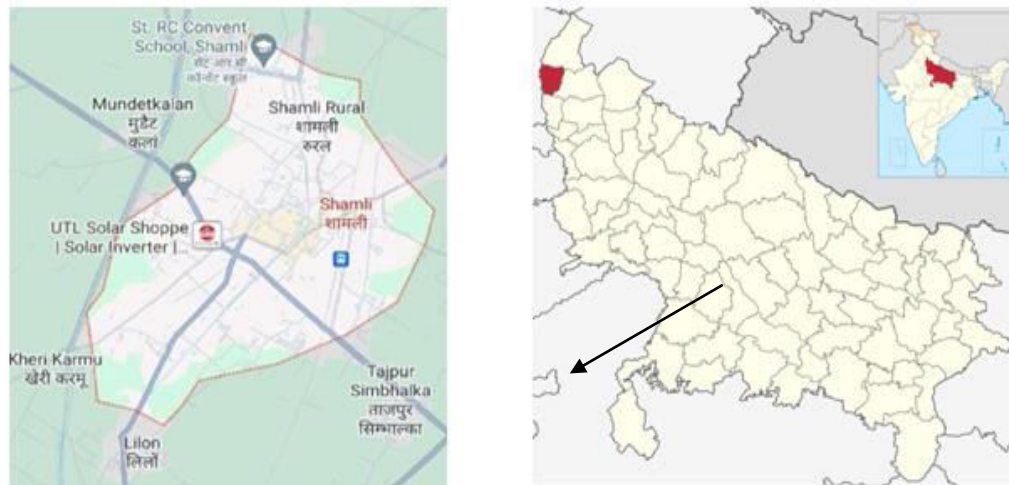 St. RC Convent
School, Shamli
सेंट आर सी
कॉन्वेंट स्कूल
Mundetkalan
मुंडेट
कलां
Shamli Rural
शामली
रुरल
Shamli
शामली
UTL Solar Shoppe
| Solar Inverter |...
Kheri Karmu
खेरी करमू
Tajpur
Simbhalka
ताजपुर
सिम्भालका
Lilon
लिलों